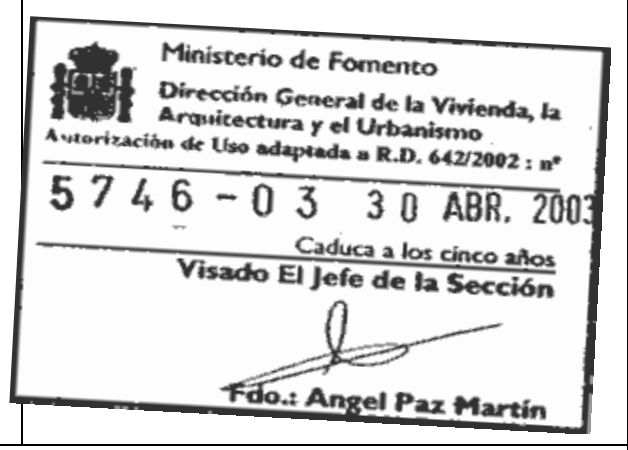 Ministerio de Fomento
Dirección General de la Vivienda, la
Arquitectura y el Urbanismo
Autorización de Uso adaptada a R.D. 642/2002 : nº
5746-03 30 ABR. 2003
Caduca a los cinco años
Visado El Jefe de la Sección
Fdo.: Angel Paz Martín